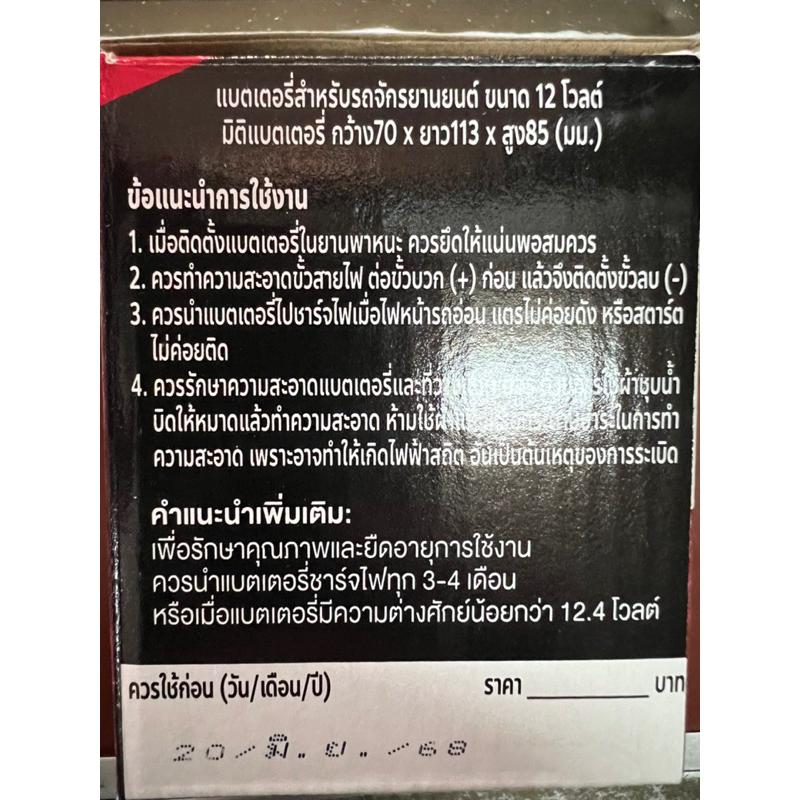 แบตเตอรี่สำหรับรถจักรยานยนต์ ขนาด 12 โวลต์
มิติแบตเตอรี่ กว้าง70 x ยาว113 x สูง85 (มม.)
ข้อแนะนำการใช้งาน
1. เมื่อติดตั้งแบตเตอรี่ในยานพาหนะ ควรยึดให้แน่นพอสมควร
2. ควรทำความสะอาดขั้วสายไฟ ต่อขั้วบวก (+) ก่อน แล้วจึงติดตั้งขั้วลบ (-)
3. ควรนำแบตเตอรี่ไปชาร์จไฟเมื่อไฟหน้ารถอ่อน แตรไม่ค่อยดัง หรือสตาร์ต
ไม่ค่อยติด
4. ควรรักษาความสะอาดแบตเตอรี่และที่ ผ้าชุบน้ำ
บิดให้หมาดแล้วทำความสะอาด ห้ามใช้ ในการทำ
ความสะอาด เพราะอาจทำให้เกิดไฟฟ้าสถิต อันเป็นต้นเหตุของการระเบิด
คำแนะนำเพิ่มเติม:
เพื่อรักษาคุณภาพและยืดอายุการใช้งาน
ควรนำแบตเตอรี่ชาร์จไฟทุก 3-4 เดือน
หรือเมื่อแบตเตอรี่มีความต่างศักย์น้อยกว่า 12.4 โวลต์
ควรใช้ก่อน (วัน/เดือน/ปี) ราคา __________ บาท
20/มิ.ย./68